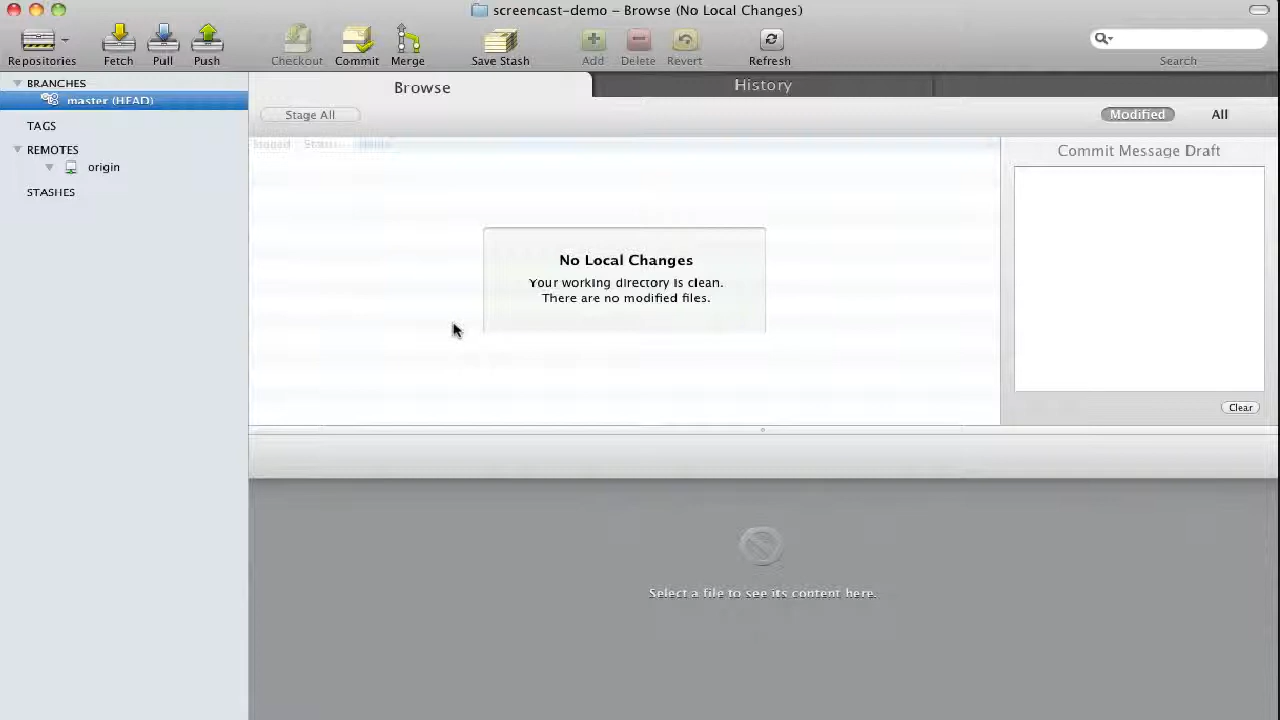 screencast-demo – Browse (No Local Changes)
Repositories
Fetch
Pull
Push
Checkout
Commit
Merge
Save Stash
Add
Delete
Revert
Refresh
Search
BRANCHES
master (HEAD)
TAGS
REMOTES
origin
STASHES
Browse
History
Stage All
Modified
All
Commit Message Draft
No Local Changes
Your working directory is clean.
There are no modified files.
Clear
Select a file to see its content here.